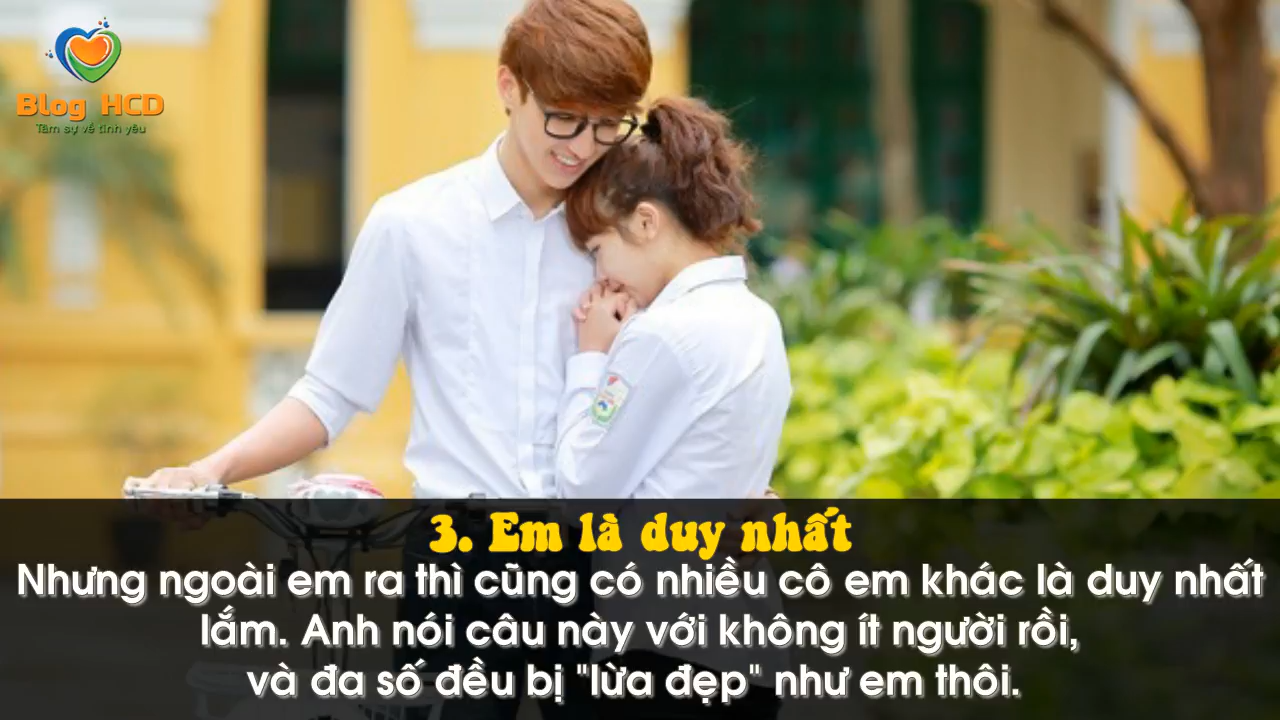 Blog HCD
Tâm sự về tình yêu
3. Em là duy nhất
Nhưng ngoài em ra thì cũng có nhiều cô em khác là duy nhất
lắm. Anh nói câu này với không ít người rồi,
và đa số đều bị "lừa đẹp" như em thôi.